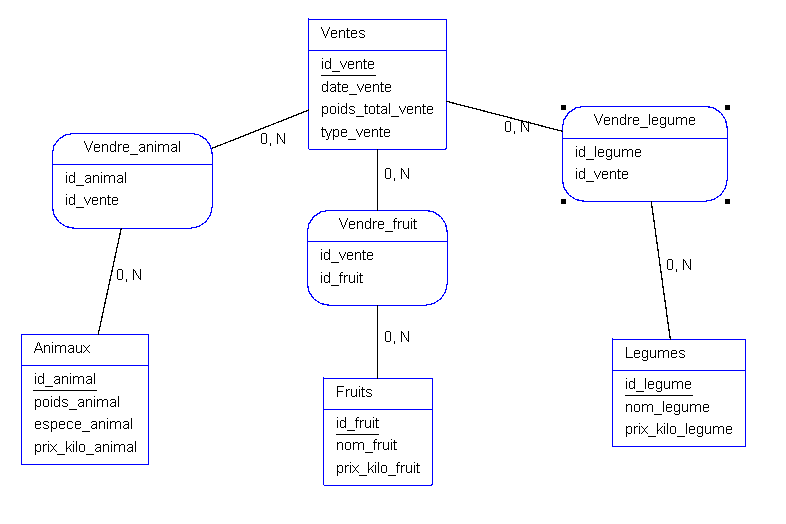 Ventes
id_vente
date_vente
poids_total_vente
type_vente
0, N
0, N
0, N
Vendre_animal
id_animal
id_vente
Vendre_legume
id_legume
id_vente
Vendre_fruit
id_vente
id_fruit
0, N
0, N
0, N
Animaux
id_animal
poids_animal
espece_animal
prix_kilo_animal
Fruits
id_fruit
nom_fruit
prix_kilo_fruit
Legumes
id_legume
nom_legume
prix_kilo_legume